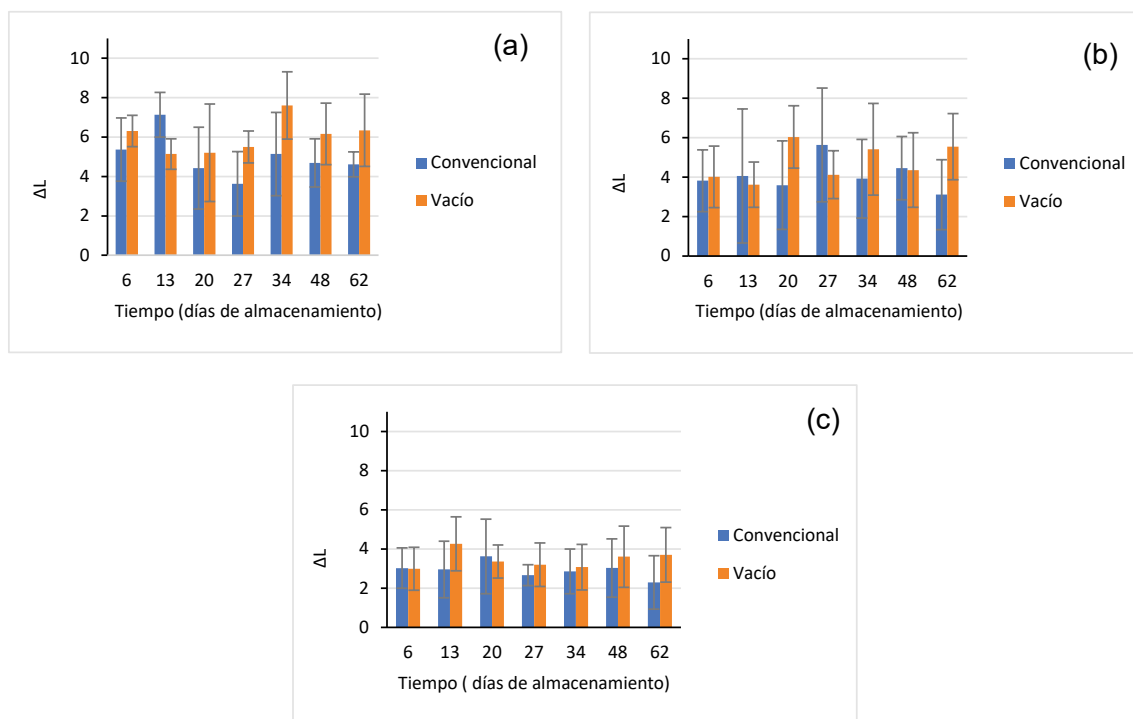 (a)
10
8
6
4
2
0
ΔL
6 13 20 27 34 48 62
Tiempo (días de almacenamiento)
Convencional
Vacío
(b)
10
8
6
4
2
0
ΔL
6 13 20 27 34 48 62
Tiempo (días de almacenamiento)
Convencional
Vacío
(c)
10
8
6
4
2
0
ΔL
6 13 20 27 34 48 62
Tiempo ( días de almacenamiento)
Convencional
Vacío